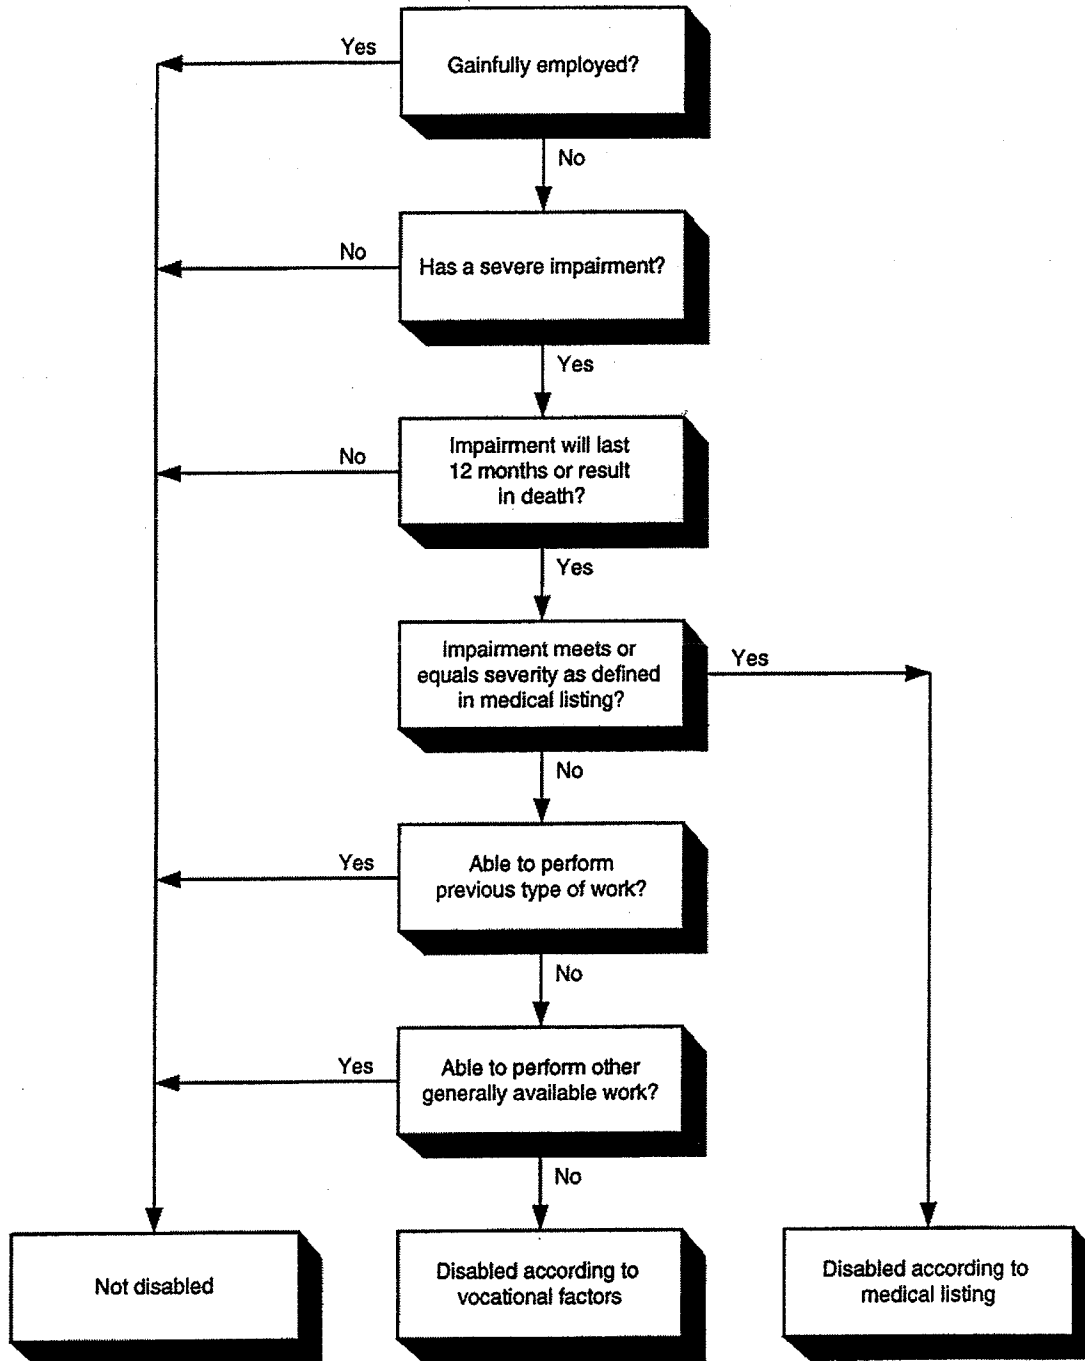 Yes
Gainfully employed?
No
No
Has a severe impairment?
Yes
No
Impairment will last
12 months or result
in death?
Yes
Impairment meets or
equals severity as defined
in medical listing?
Yes
No
Yes
Able to perform
previous type of work?
No
Yes
Able to perform other
generally available work?
No
Not disabled
Disabled according to
vocational factors
Disabled according to
medical listing